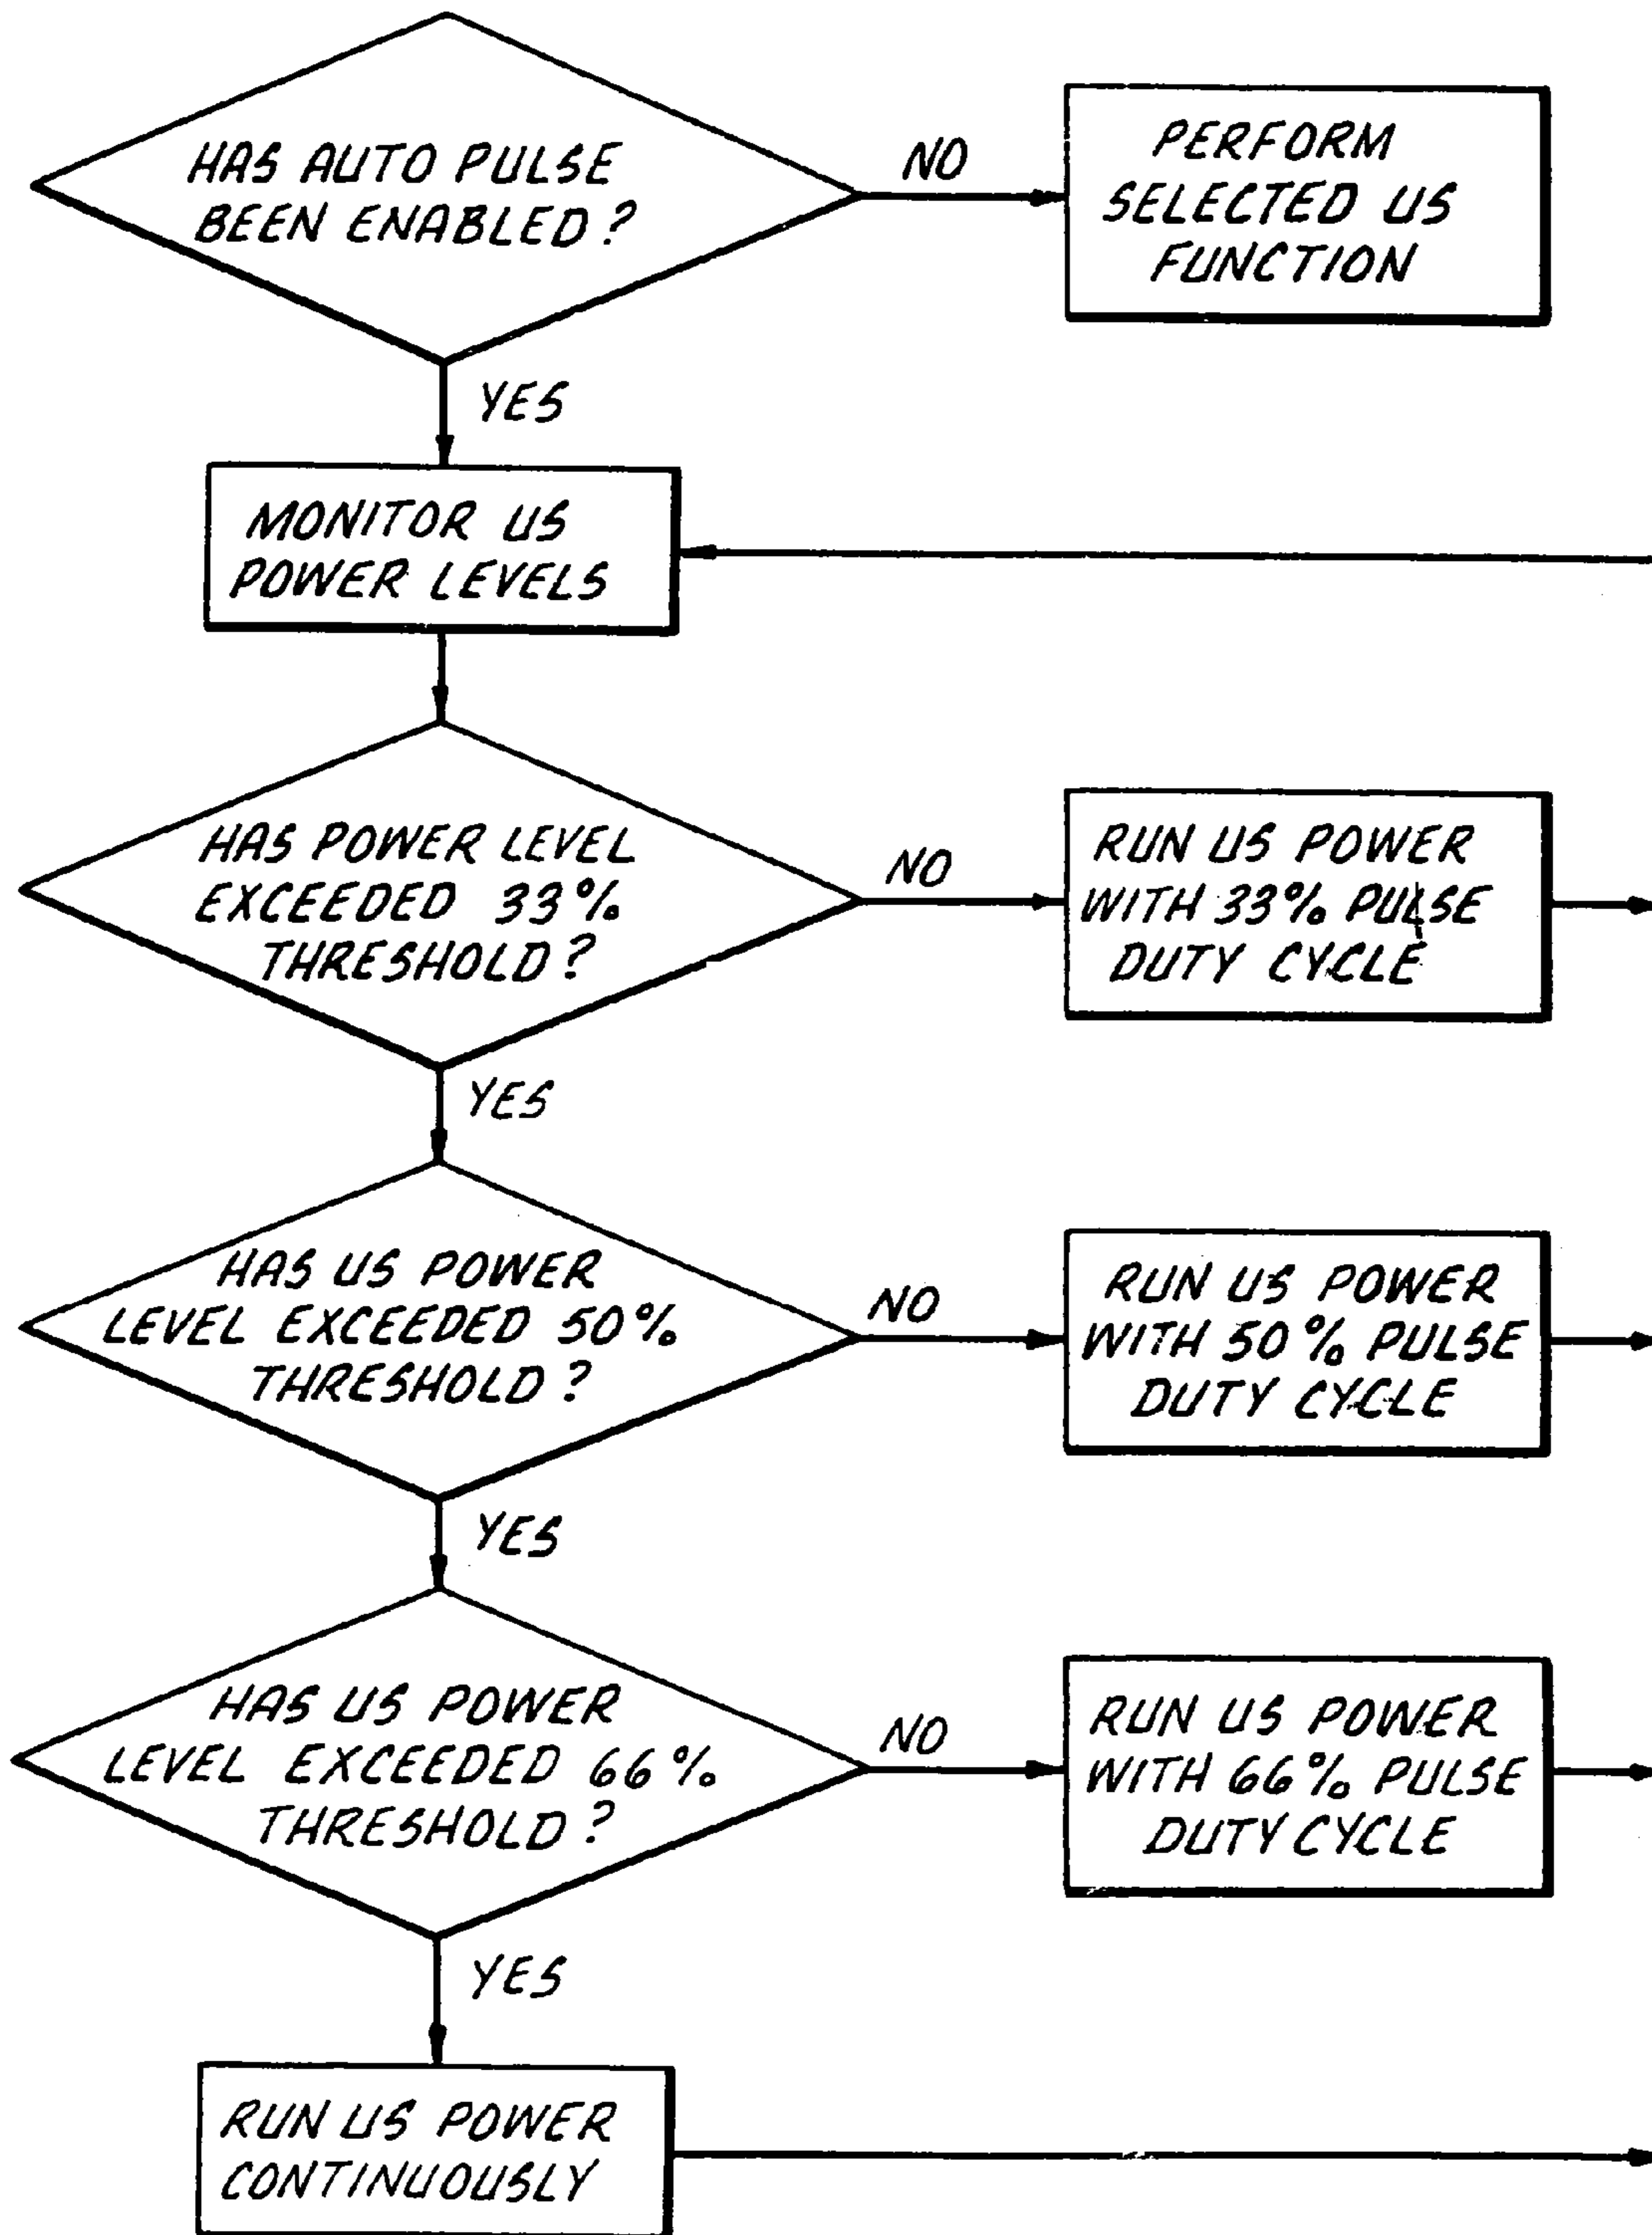 HAS AUTO PULSE
BEEN ENABLED?
NO
PERFORM
SELECTED US
FUNCTION
YES
MONITOR US
POWER LEVELS
HAS POWER LEVEL
EXCEEDED 33%
THRESHOLD?
NO
RUN US POWER
WITH 33% PULSE
DUTY CYCLE
YES
HAS US POWER
LEVEL EXCEEDED 50%
THRESHOLD?
NO
RUN US POWER
WITH 50% PULSE
DUTY CYCLE
YES
HAS US POWER
LEVEL EXCEEDED 66%
THRESHOLD?
NO
RUN US POWER
WITH 66% PULSE
DUTY CYCLE
YES
RUN US POWER
CONTINUOUSLY